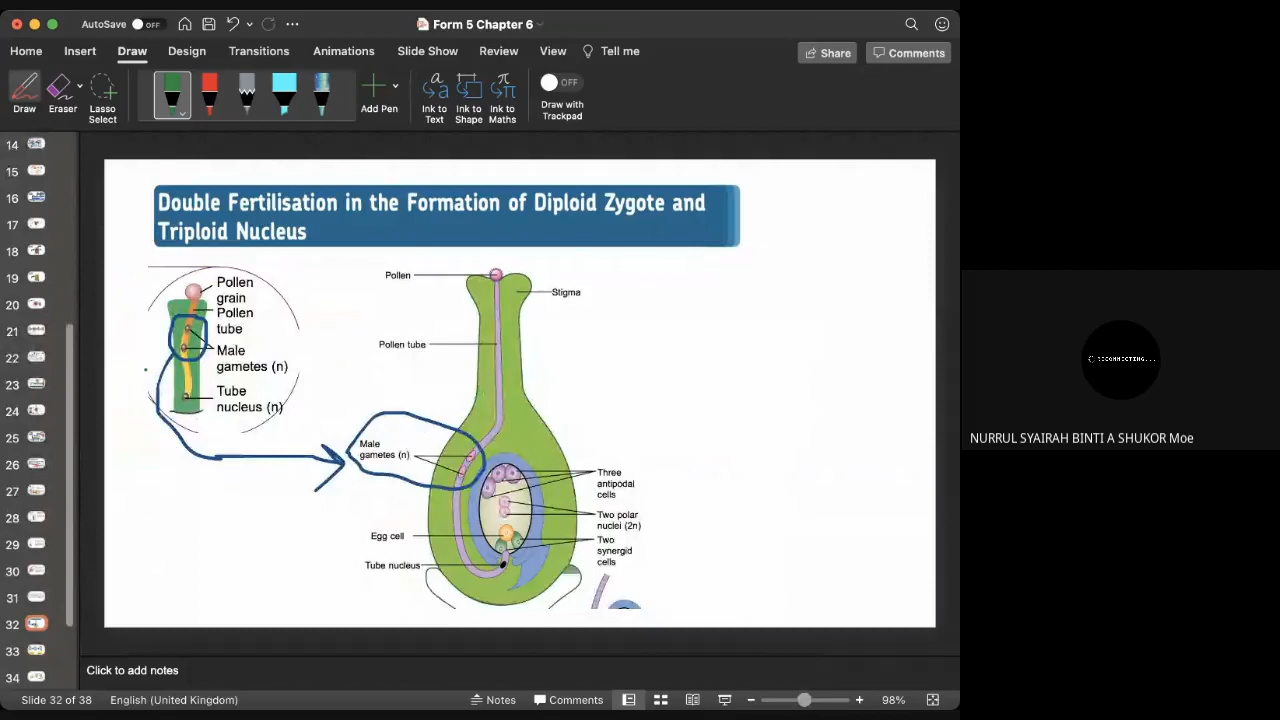 AutoSave OFF
Form 5 Chapter 6
Home Insert Draw Design Transitions Animations Slide Show Review View Tell me
Share Comments
Draw Eraser Lasso Select
Add Pen
Ink to Text Ink to Shape Ink to Maths
OFF
Draw with Trackpad
14
15
16
17
18
19
20
21
22
23
24
25
26
27
28
29
30
31
32
33
34
Double Fertilisation in the Formation of Diploid Zygote and
Triploid Nucleus
Pollen
grain
Pollen
tube
Male
gametes (n)
Tube
nucleus (n)
Pollen
Stigma
Pollen tube
Male
gametes (n)
Three
antipodal
cells
Two polar
nuclei (2n)
Egg cell
Two
synergid
cells
Tube nucleus
Click to add notes
Slide 32 of 38 English (United Kingdom) Notes Comments 98%
RECONNECTING...
NURRUL SYAIRAH BINTI A SHUKOR Moe